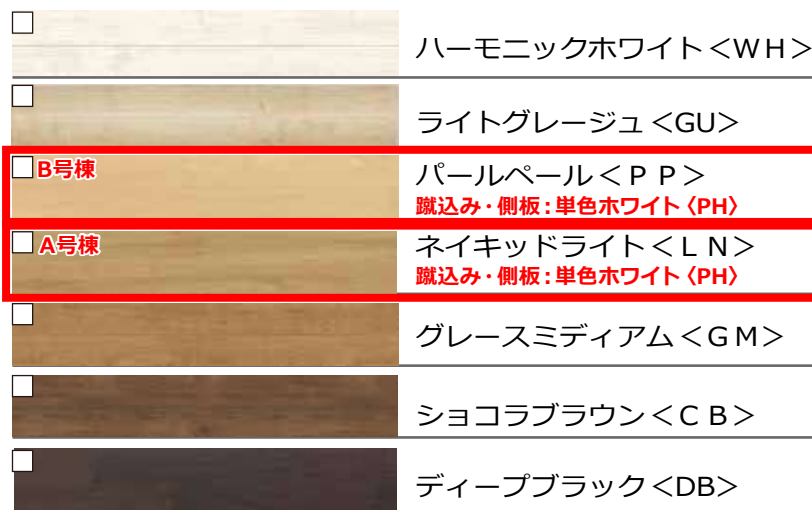 ハーモニックホワイト＜ＷＨ＞
ライトグレージュ＜GU＞
B号棟
パールペール＜ＰＰ＞
蹴込み・側板：単色ホワイト〈PH〉
A号棟
ネイキッドライト＜ＬＮ＞
蹴込み・側板：単色ホワイト〈PH〉
グレースミディアム＜ＧＭ＞
ショコラブラウン＜ＣＢ＞
ディープブラック＜DB＞